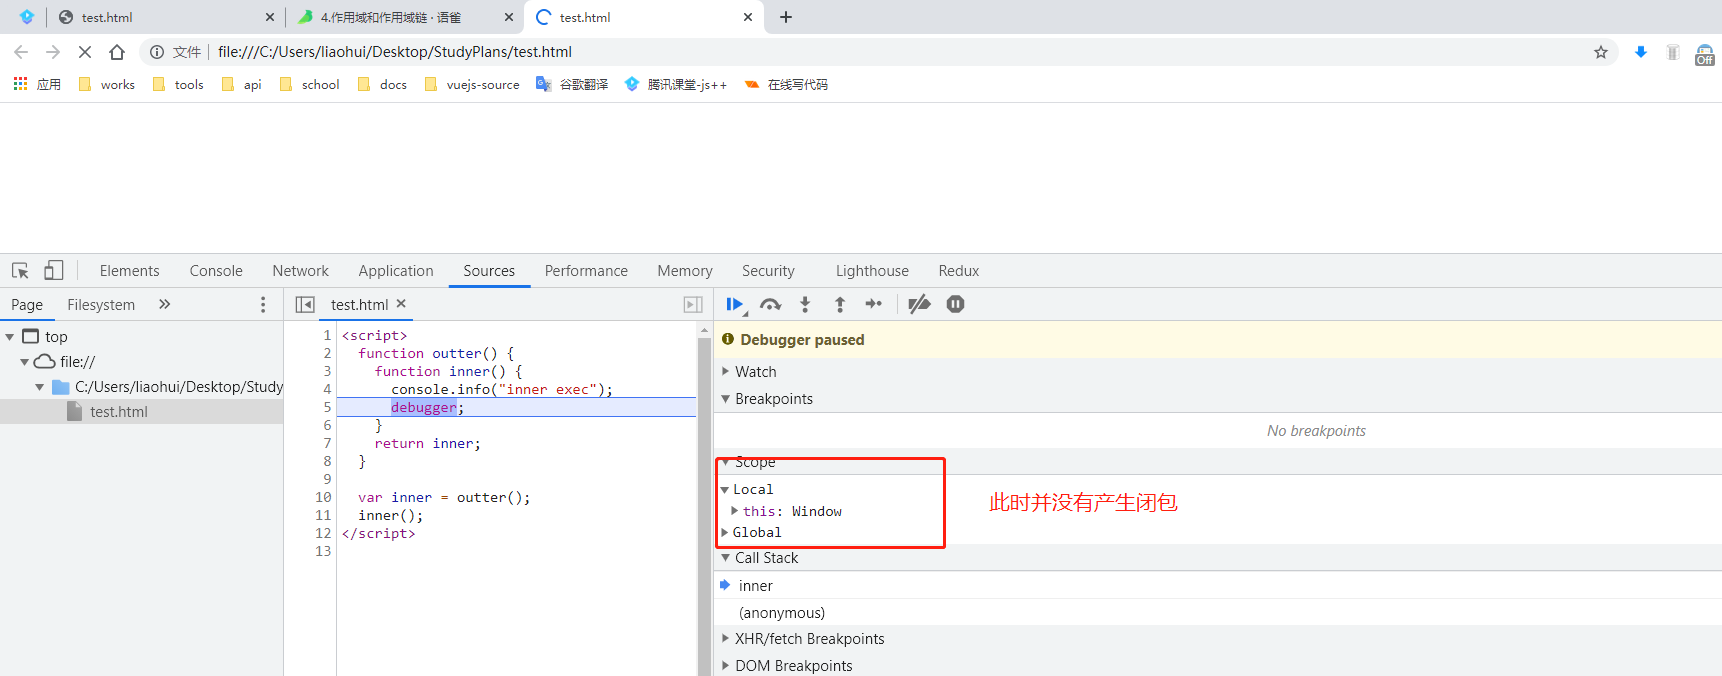 test.html
4.作用域和作用域链 · 语雀
test.html
文件 file:///C:/Users/liaohui/Desktop/StudyPlans/test.html
Off
应用 works tools api school docs vuejs-source 谷歌翻译 腾讯课堂-js++ 在线写代码
Elements Console Network Application Sources Performance Memory Security Lighthouse Redux
Page Filesystem
test.html
top
file://
C:/Users/liaohui/Desktop/Study
test.html
1 <script>
2 function outter() {
3 function inner() {
4 console.info("inner exec");
5 debugger;
6 }
7 return inner;
8 }
9
10 var inner = outter();
11 inner();
12 </script>
13
Debugger paused
Watch
Breakpoints
No breakpoints
Scope
Local
this: Window
Global
此时并没有产生闭包
Call Stack
inner
(anonymous)
XHR/fetch Breakpoints
DOM Breakpoints